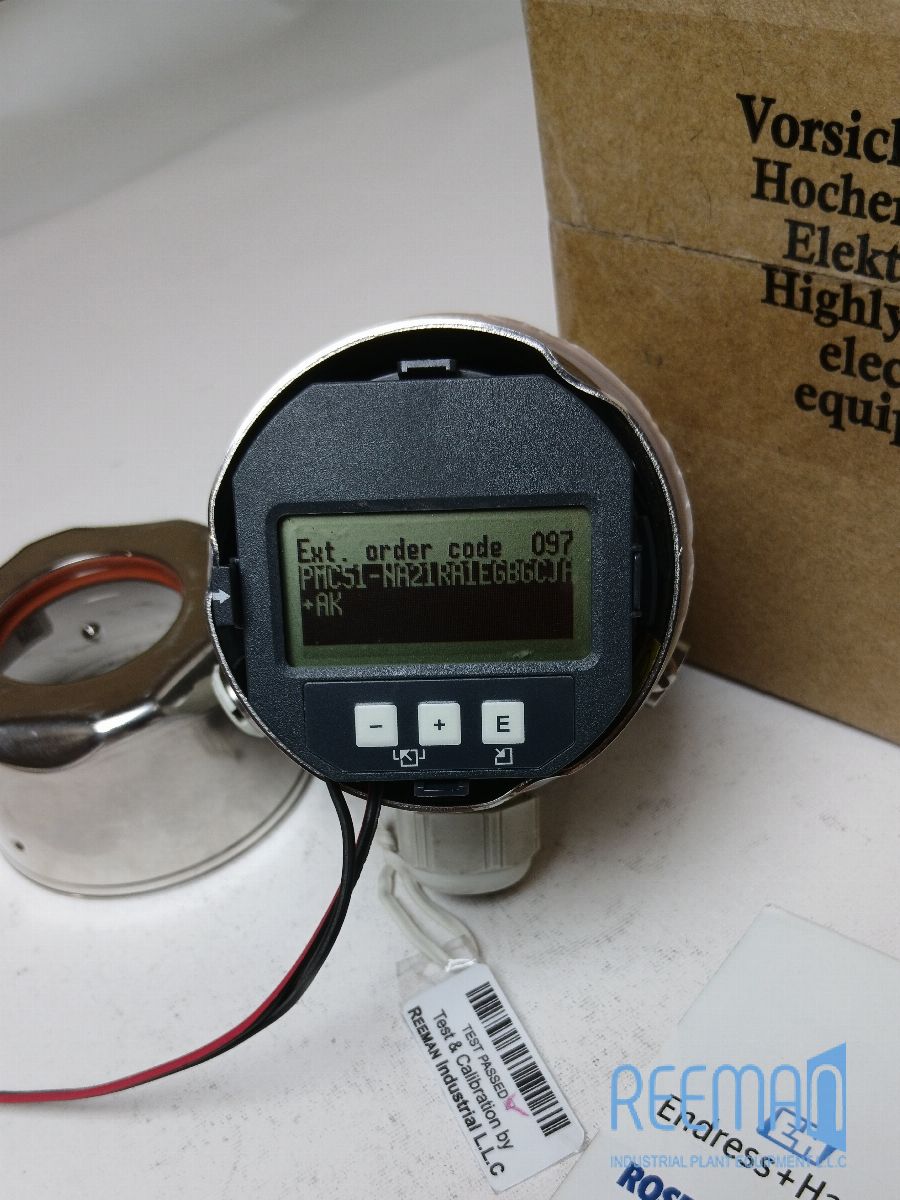 Vorsich
Hocher
Elekt
Highly
elec
equip
Ext. order code 097
PMC51-NA21RA1EGBGCJA
+AK
-
+
E
TEST PASSED
Test & Calibration by
REEMAN Industrial L.L.C
REEMAN
INDUSTRIAL PLANT EQUIPMENT L.L.C
Endress+Ha
ROSE